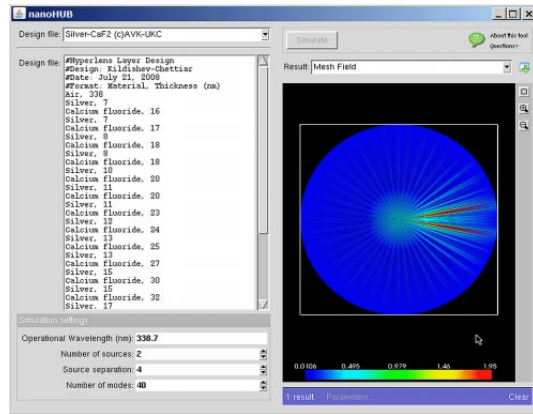 nanoHUB
Design file: Silver-CaF2 (c)AVK-UKC
Design file:
#Hyperlens Layer Design
#Design: Kildishev-Chettiar
#Date: July 21, 2008
#Format: Material, Thickness (nm)
Air, 338
Silver, 7
Calcium fluoride, 16
Silver, 7
Calcium fluoride, 17
Silver, 8
Calcium fluoride, 18
Silver, 8
Calcium fluoride, 18
Silver, 10
Calcium fluoride, 20
Silver, 11
Calcium fluoride, 20
Silver, 11
Calcium fluoride, 23
Silver, 12
Calcium fluoride, 24
Silver, 13
Calcium fluoride, 25
Silver, 13
Calcium fluoride, 27
Silver, 15
Calcium fluoride, 30
Silver, 15
Calcium fluoride, 32
Silver, 17
Simulation settings
Operational Wavelength (nm): 338.7
Number of sources: 2
Source separation: 4
Number of modes: 40
Simulate
About this tool
Questions?
Result: Mesh Field
0.0106 0.495 0.979 1.46 1.95
1 result Parameters... Clear